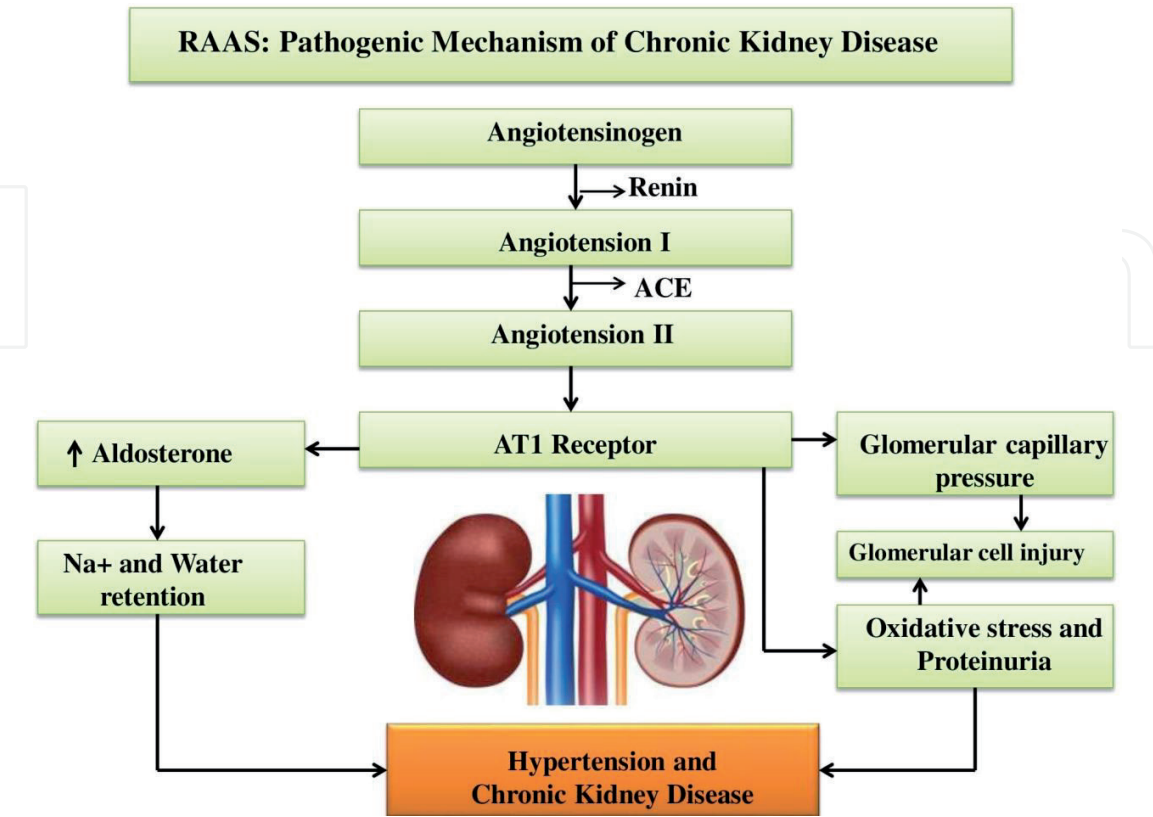 RAAS: Pathogenic Mechanism of Chronic Kidney Disease
Angiotensinogen
Renin
Angiotension I
ACE
Angiotension II
AT1 Receptor
↑ Aldosterone
Na+ and Water
retention
Glomerular capillary
pressure
Glomerular cell injury
Oxidative stress and
Proteinuria
Hypertension and
Chronic Kidney Disease